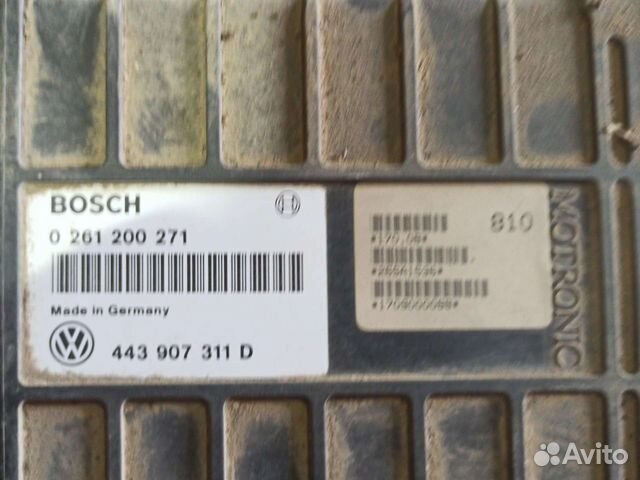 BOSCH
0 261 200 271
Made in Germany
443 907 311 D
810
MOTRONIC
Avito